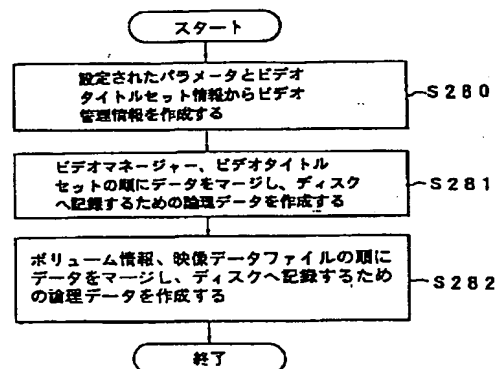 スタート
設定されたパラメータとビデオ
タイトルセット情報からビデオ
管理情報を作成する
S280
ビデオマネージャー、ビデオタイトル
セットの順にデータをマージし、ディスク
へ記録するための論理データを作成する
S281
ボリューム情報、映像データファイルの順に
データをマージし、ディスクへ記録するため
の論理データを作成する
S282
終了